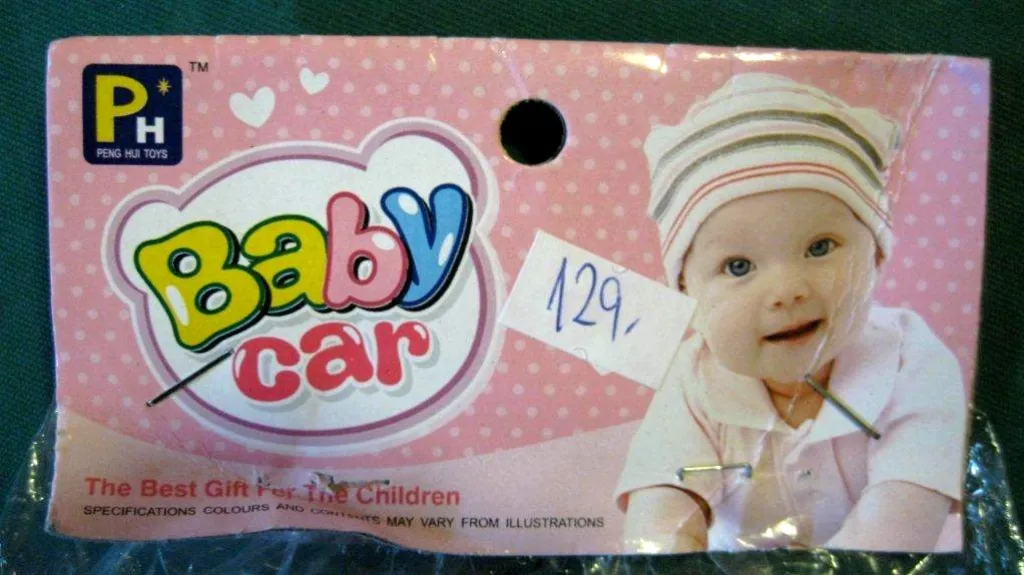 PH
TM
PENG HUI TOYS
Baby
car
129.
The Best Gift For The Children
SPECIFICATIONS COLOURS AND CONTENTS MAY VARY FROM ILLUSTRATIONS